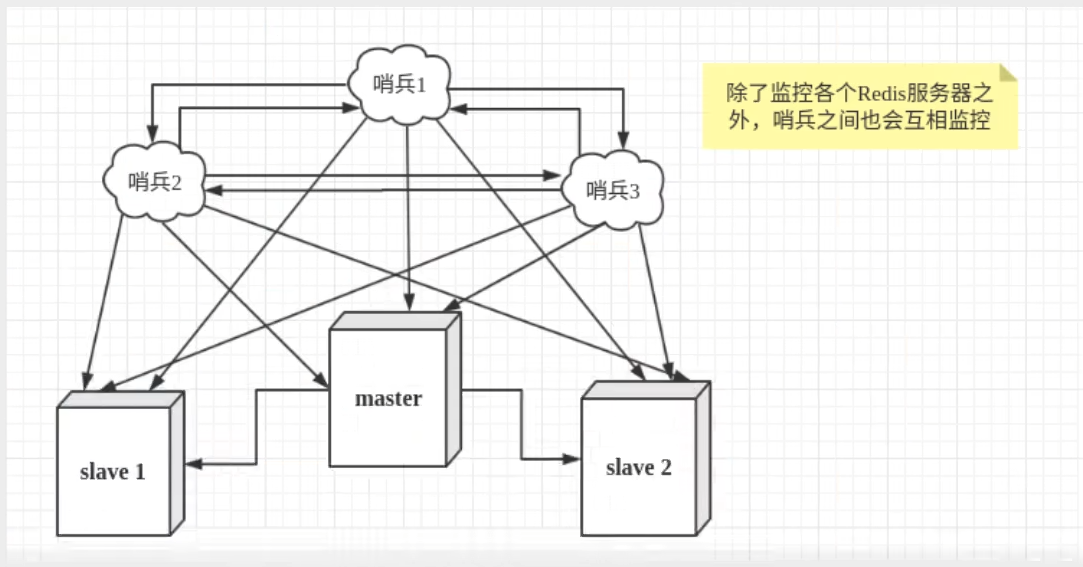 哨兵1
除了监控各个Redis服务器之
外，哨兵之间也会互相监控
哨兵2
哨兵3
master
slave 1
slave 2